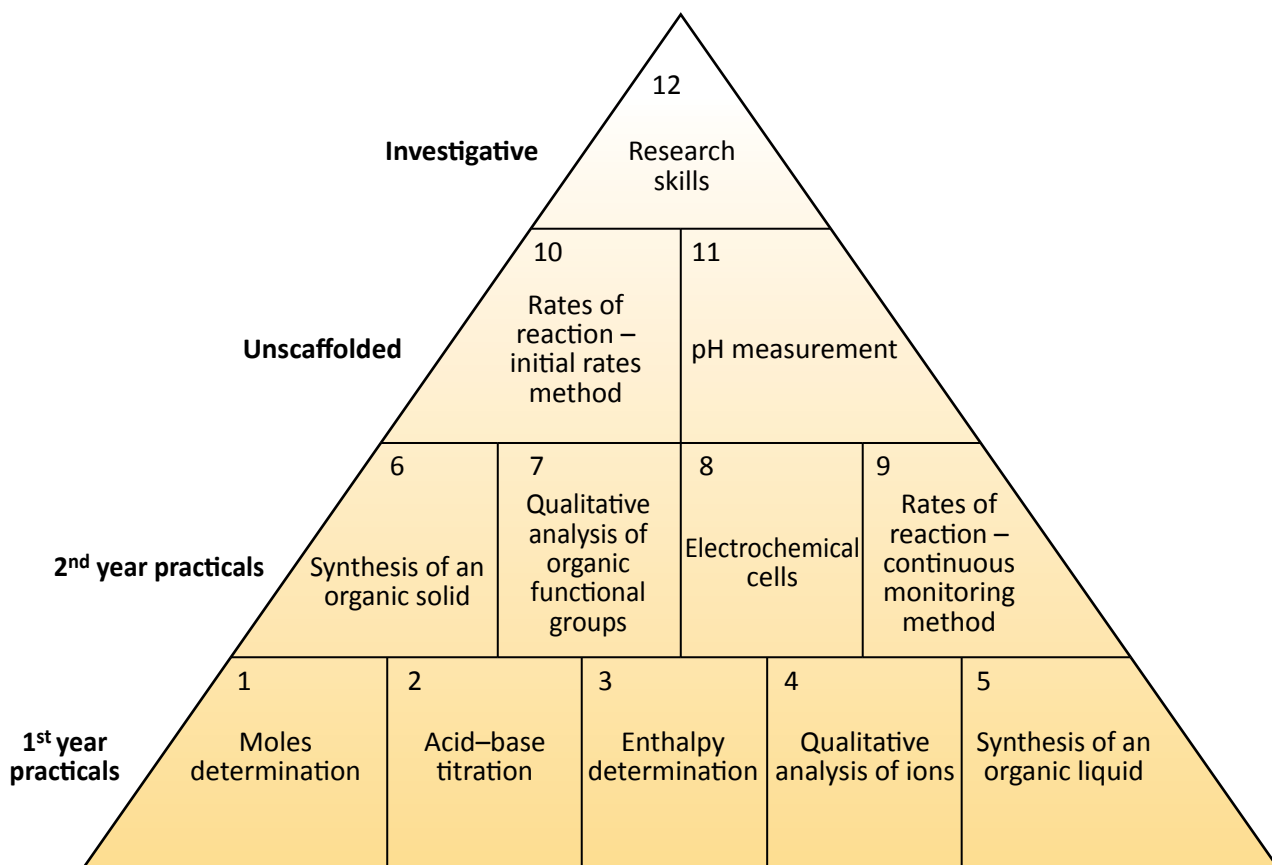 12
Investigative
Research
skills
10
11
Unscaffolded
Rates of
reaction –
initial rates
method
pH measurement
6
7
8
9
2nd year practicals
Synthesis of an
organic solid
Qualitative
analysis of
organic
functional
groups
Electrochemical
cells
Rates of
reaction –
continuous
monitoring
method
1
2
3
4
5
1st year
practicals
Moles
determination
Acid–base
titration
Enthalpy
determination
Qualitative
analysis of ions
Synthesis of an
organic liquid